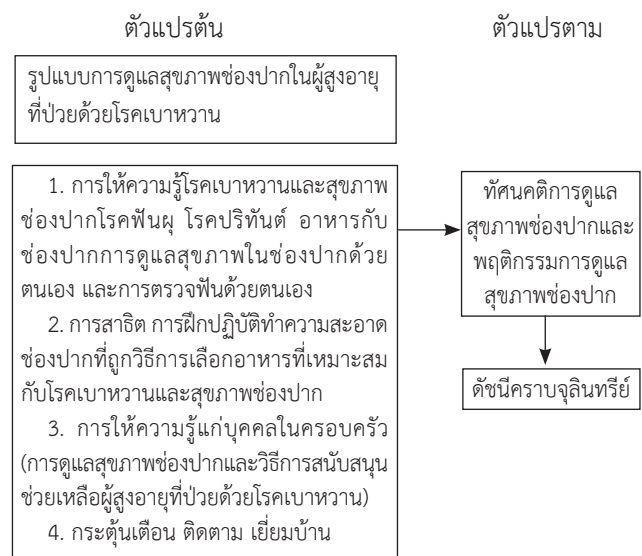 ตัวแปรต้น
ตัวแปรตาม
รูปแบบการดูแลสุขภาพช่องปากในผู้สูงอายุ
ที่ป่วยด้วยโรคเบาหวาน
1. การให้ความรู้โรคเบาหวานและสุขภาพ
ช่องปากโรคฟันผุ โรคปริทันต์ อาหารกับ
ช่องปากการดูแลสุขภาพในช่องปากด้วย
ตนเอง และการตรวจฟันด้วยตนเอง
2. การสาธิต การฝึกปฏิบัติทำความสะอาด
ช่องปากที่ถูกวิธีการเลือกอาหารที่เหมาะสม
กับโรคเบาหวานและสุขภาพช่องปาก
3. การให้ความรู้แก่บุคคลในครอบครัว
(การดูแลสุขภาพช่องปากและวิธีการสนับสนุน
ช่วยเหลือผู้สูงอายุที่ป่วยด้วยโรคเบาหวาน)
4. กระตุ้นเตือน ติดตาม เยี่ยมบ้าน
ทัศนคติการดูแล
สุขภาพช่องปากและ
พฤติกรรมการดูแล
สุขภาพช่องปาก
ดัชนีคราบจุลินทรีย์